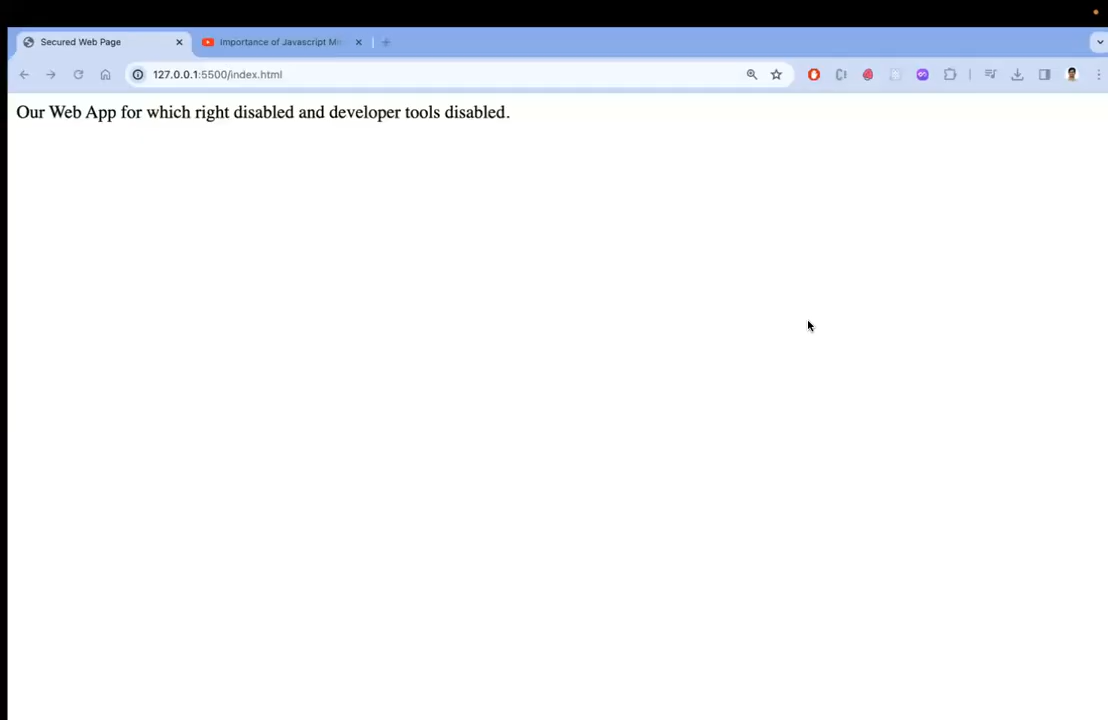 Secured Web Page
Importance of Javascript Mi
127.0.0.1:5500/index.html
Our Web App for which right disabled and developer tools disabled.